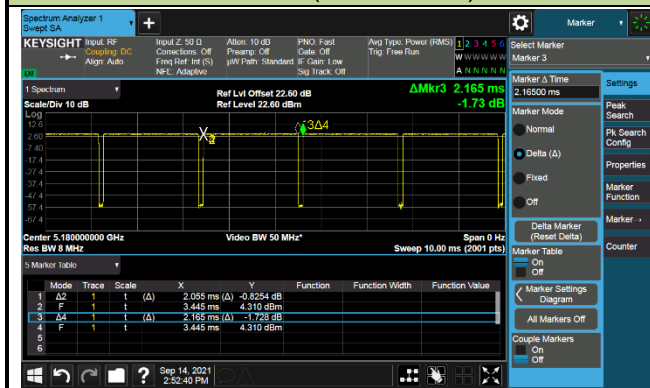 Spectrum Analyzer 1
Swept SA
+
Marker
KEYSIGHT Input: RF Input Z: 50 Ω Atten: 10 dB PNO: Fast Avg Type: Power (RMS) 1 2 3 4 5 6
Coupling: DC Corrections: Off Preamp: Off Gate: Off Trig: Free Run
Align: Auto Freq Ref: Int (S) µW Path: Standard IF Gain: Low W W W W W W
NFE: Adaptive Sig Track: Off A N N N N N
Select Marker
Marker 3
1 Spectrum
Scale/Div 10 dB
Log
Ref Lvl Offset 22.60 dB
Ref Level 22.60 dBm
ΔMkr3 2.165 ms
-1.73 dB
12.6
2.60
-7.40
-17.4
-27.4
-37.4
-47.4
-57.4
-67.4
X
3Δ4
Center 5.180000000 GHz Video BW 50 MHz* Span 0 Hz
Res BW 8 MHz Sweep 10.00 ms (2001 pts)
5 Marker Table
Mode Trace Scale X Y Function Function Width Function Value
1 Δ2 1 t (Δ) 2.055 ms (Δ) -0.8254 dB
2 F 1 t 3.445 ms 4.310 dBm
3 Δ4 1 t (Δ) 2.165 ms (Δ) -1.728 dB
4 F 1 t 3.445 ms 4.310 dBm
5
6
Marker Δ Time
2.16500 ms
Marker Mode
Normal
Delta (Δ)
Fixed
Off
Delta Marker
(Reset Delta)
Marker Table
On
Off
Marker Settings
Diagram
All Markers Off
Couple Markers
On
Off
Settings
Peak
Search
Pk Search
Config
Properties
Marker
Function
Marker→
Counter
?
Sep 14, 2021
2:52:40 PM